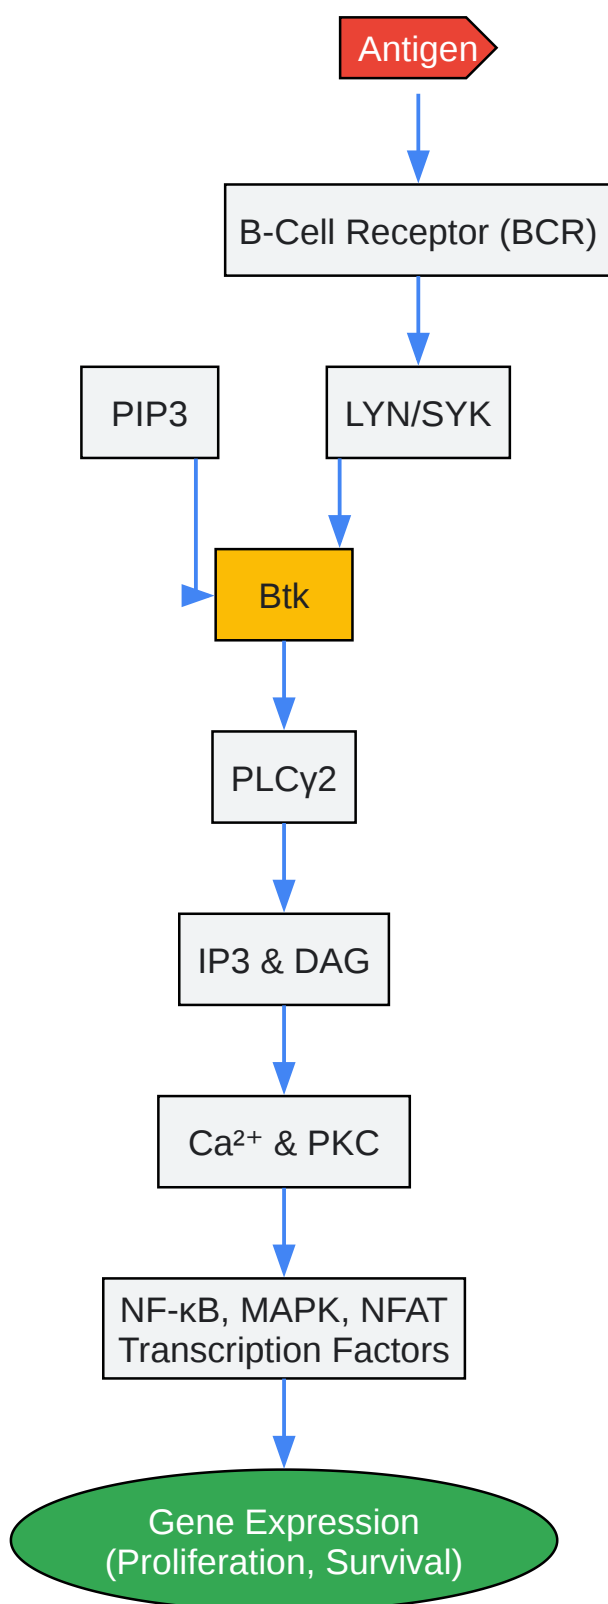 Antigen
B-Cell Receptor (BCR)
PIP3
LYN/SYK
Btk
PLCγ2
IP3 & DAG
Ca²⁺ & PKC
NF-κB, MAPK, NFAT
Transcription Factors
Gene Expression
(Proliferation, Survival)